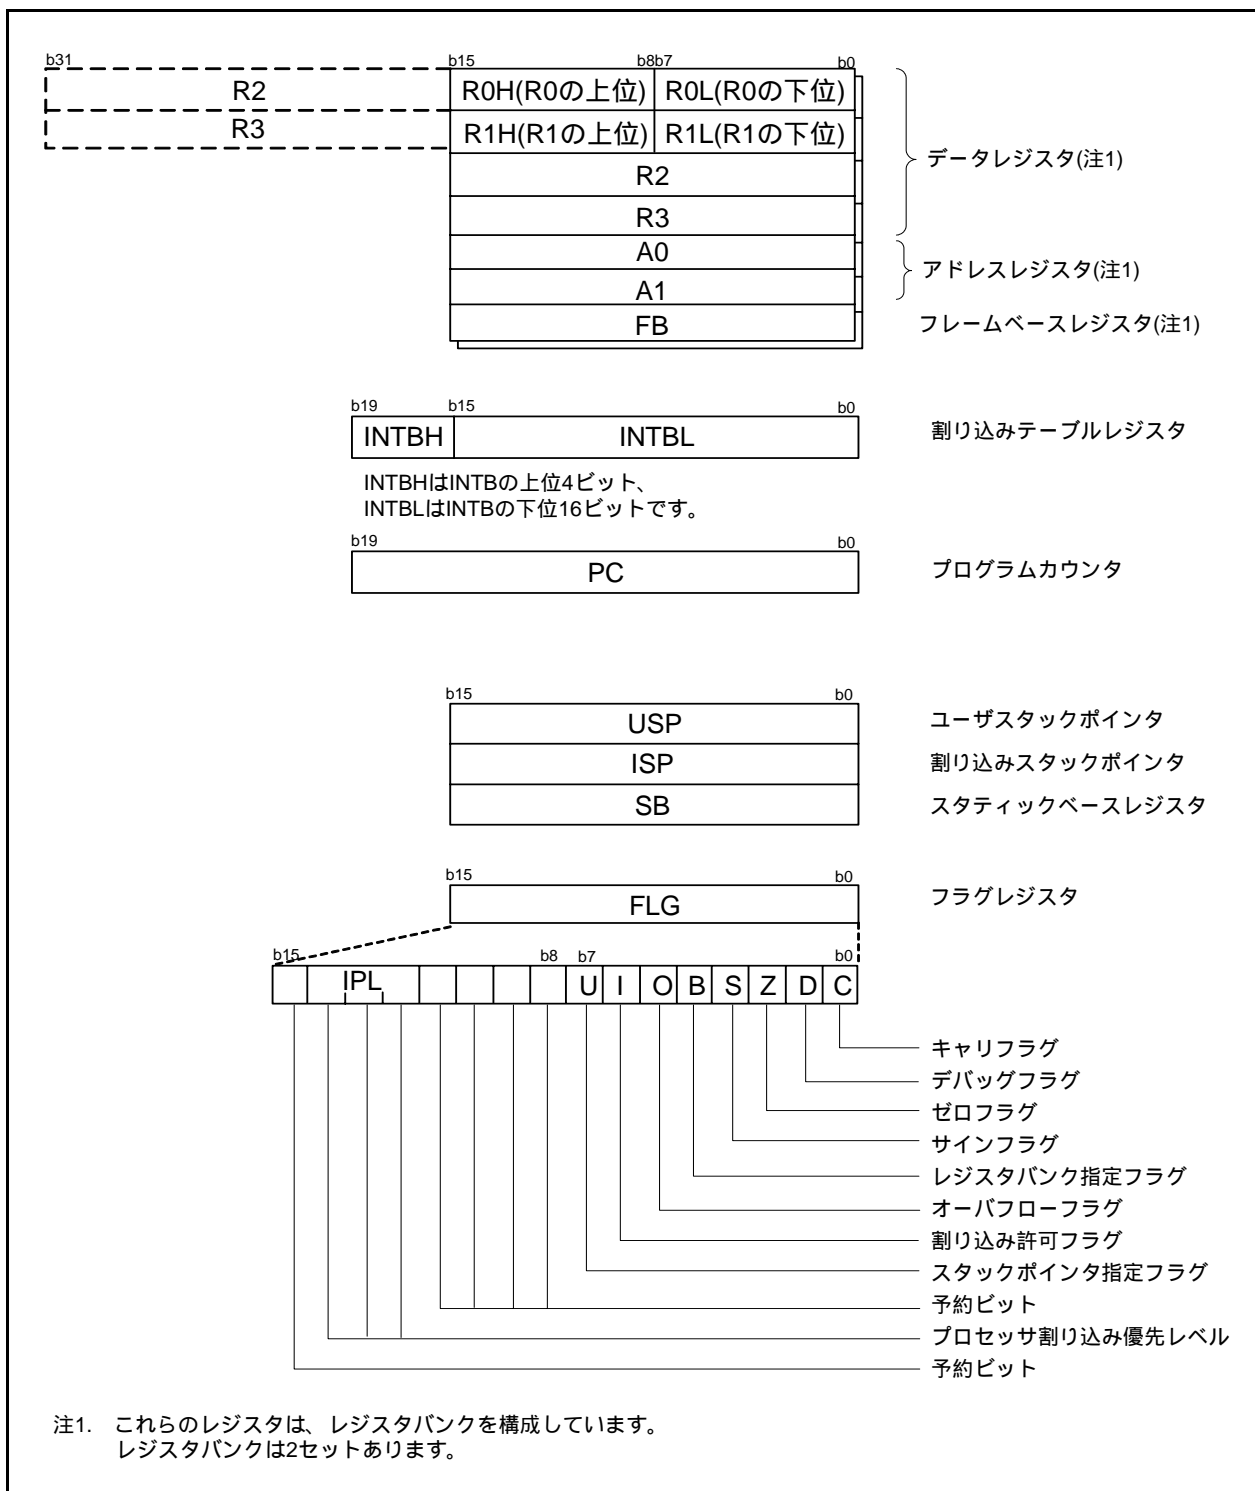 b31 b15 b8b7 b0
R2 R0H(R0の上位) R0L(R0の下位)
R3 R1H(R1の上位) R1L(R1の下位)
データレジスタ(注1)
R2
R3
A0
アドレスレジスタ(注1)
A1
FB フレームベースレジスタ(注1)
b19 b15 b0
INTBH INTBL 割り込みテーブルレジスタ
INTBHはINTBの上位4ビット、
INTBLはINTBの下位16ビットです。
b19 b0
PC プログラムカウンタ
b15 b0
USP ユーザスタックポインタ
ISP 割り込みスタックポインタ
SB スタティックベースレジスタ
b15 b0
FLG フラグレジスタ
b15 b8 b7 b0
IPL U I O B S Z D C
キャリフラグ
デバッグフラグ
ゼロフラグ
サインフラグ
レジスタバンク指定フラグ
オーバフローフラグ
割り込み許可フラグ
スタックポインタ指定フラグ
予約ビット
プロセッサ割り込み優先レベル
予約ビット
注1. これらのレジスタは、レジスタバンクを構成しています。
レジスタバンクは2セットあります。